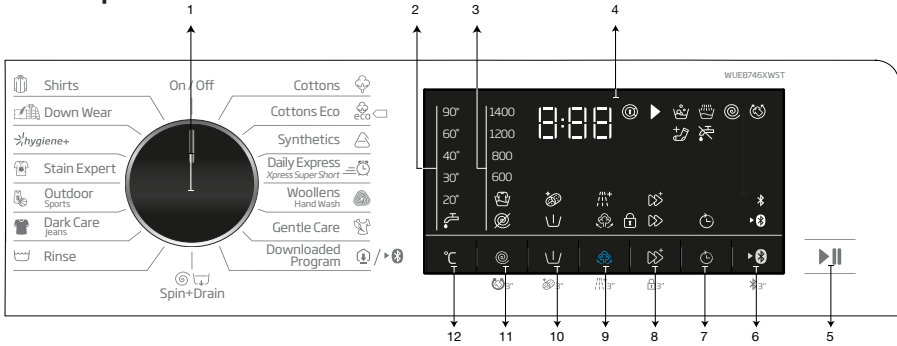 1 2 3 4
WUE8746XWST
Shirts
On / Off
Cottons
Down Wear
Cottons Eco
eco
hygiene+
Synthetics
Stain Expert
Daily Express
Xpress Super Short
Outdoor
Sports
Woollens
Hand Wash
Dark Care
Jeans
Gentle Care
Rinse
Downloaded
Program
/
Spin+Drain
90° 1400 8:88
60° 1200
40° 800
30° 600
20°
°C
3" 3" 3" 3" 3"
12 11 10 9 8 7 6 5